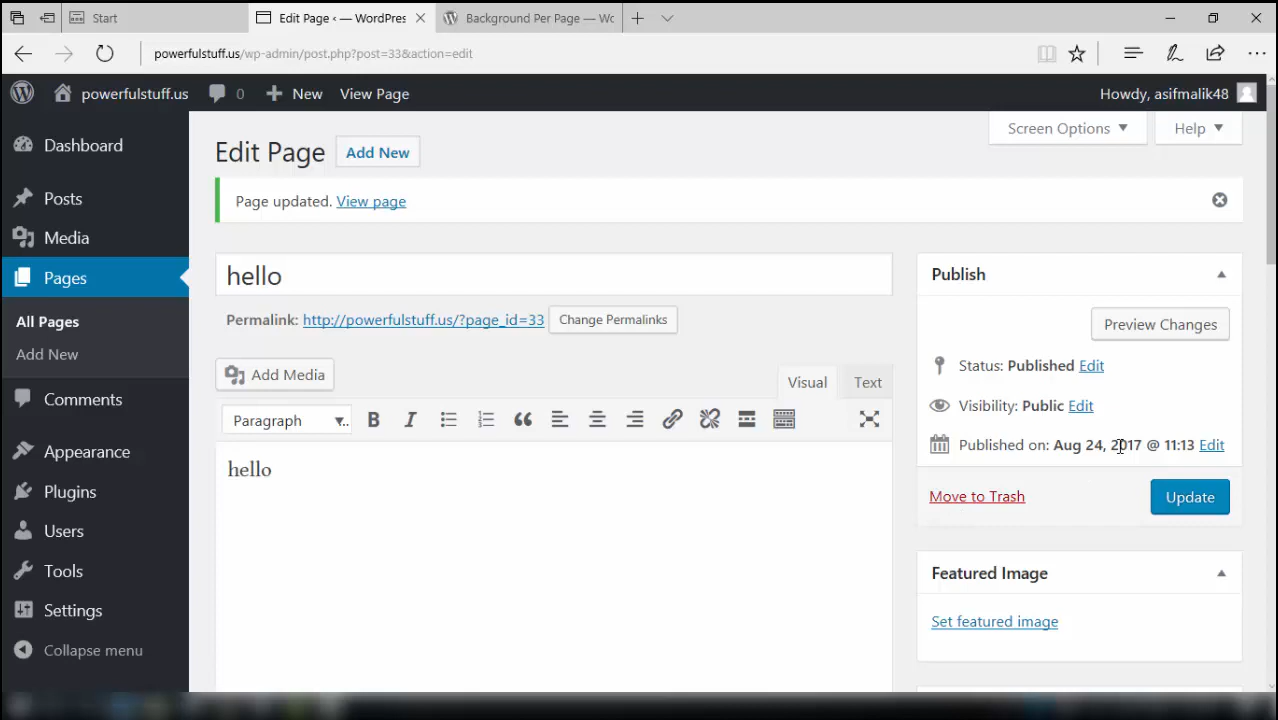 Start
Edit Page ‹ — WordPres
Background Per Page — Wc
powerfulstuff.us/wp-admin/post.php?post=33&action=edit
powerfulstuff.us
0
New
View Page
Howdy, asifmalik48
Dashboard
Posts
Media
Pages
All Pages
Add New
Comments
Appearance
Plugins
Users
Tools
Settings
Collapse menu
Screen Options
Help
Edit Page
Add New
Page updated. View page
hello
Permalink: http://powerfulstuff.us/?page_id=33
Change Permalinks
Add Media
Visual
Text
Paragraph
B
I
hello
Publish
Preview Changes
Status: Published Edit
Visibility: Public Edit
Published on: Aug 24, 2017 @ 11:13 Edit
Move to Trash
Update
Featured Image
Set featured image